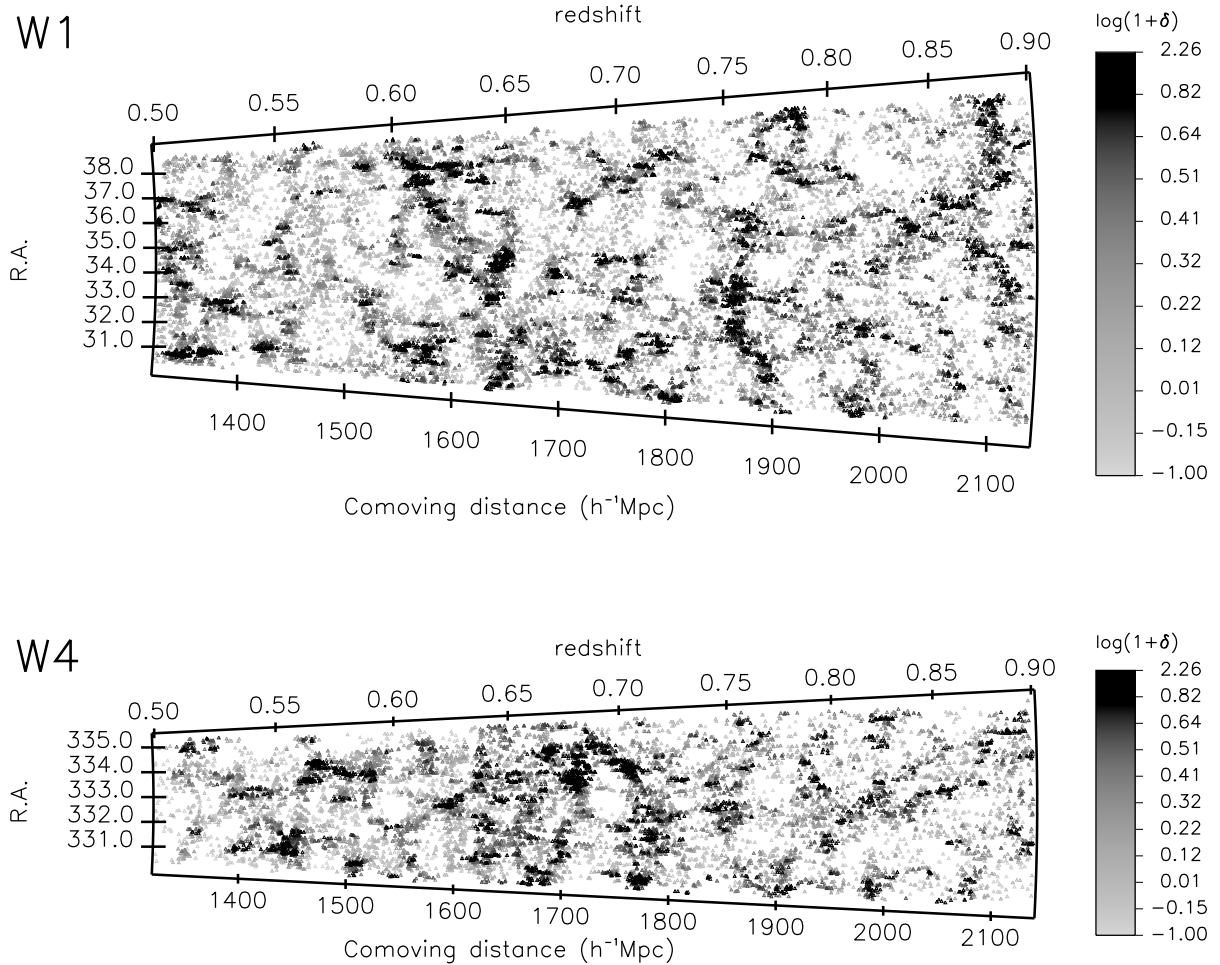 W1
redshift
0.50 0.55 0.60 0.65 0.70 0.75 0.80 0.85 0.90
R.A.
38.0
37.0
36.0
35.0
34.0
33.0
32.0
31.0
1400 1500 1600 1700 1800 1900 2000 2100
Comoving distance (h⁻¹Mpc)
log(1+δ)
2.26
0.82
0.64
0.51
0.41
0.32
0.22
0.12
0.01
−0.15
−1.00
W4
redshift
0.50 0.55 0.60 0.65 0.70 0.75 0.80 0.85 0.90
R.A.
335.0
334.0
333.0
332.0
331.0
1400 1500 1600 1700 1800 1900 2000 2100
Comoving distance (h⁻¹Mpc)
log(1+δ)
2.26
0.82
0.64
0.51
0.41
0.32
0.22
0.12
0.01
−0.15
−1.00